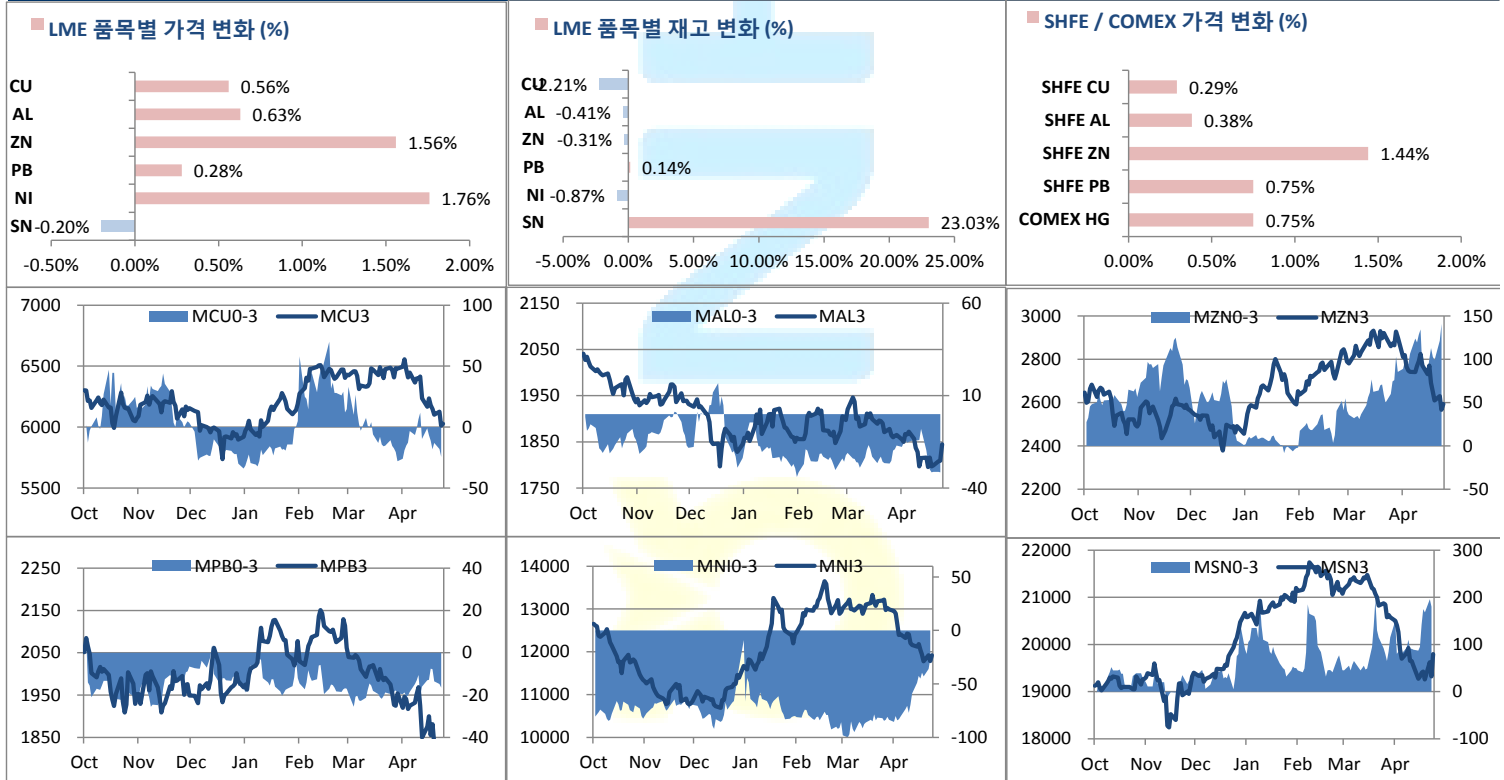 LME 품목별 가격 변화 (%)
CU 0.56%
AL 0.63%
ZN 1.56%
PB 0.28%
NI 1.76%
SN -0.20%
-0.50% 0.00% 0.50% 1.00% 1.50% 2.00%
LME 품목별 재고 변화 (%)
CU -2.21%
AL -0.41%
ZN -0.31%
PB 0.14%
NI -0.87%
SN 23.03%
-5.00% 0.00% 5.00% 10.00% 15.00% 20.00% 25.00%
SHFE / COMEX 가격 변화 (%)
SHFE CU 0.29%
SHFE AL 0.38%
SHFE ZN 1.44%
SHFE PB 0.75%
COMEX HG 0.75%
0.00% 0.50% 1.00% 1.50% 2.00%
MCU0-3 MCU3
7000 100
6500 50
6000 0
5500 -50
Oct Nov Dec Jan Feb Mar Apr
MAL0-3 MAL3
2150 60
2050
1950 10
1850
1750 -40
Oct Nov Dec Jan Feb Mar Apr
MZN0-3 MZN3
3000 150
2800 100
2600 50
2400 0
2200 -50
Oct Nov Dec Jan Feb Mar Apr
MPB0-3 MPB3
2250 40
2150 20
2050 0
1950 -20
1850 -40
Oct Nov Dec Jan Feb Mar Apr
MNI0-3 MNI3
14000 50
13000 0
12000
11000 -50
10000 -100
Oct Nov Dec Jan Feb Mar Apr
MSN0-3 MSN3
22000 300
21000 200
20000 100
19000 0
18000 -100
Oct Nov Dec Jan Feb Mar Apr